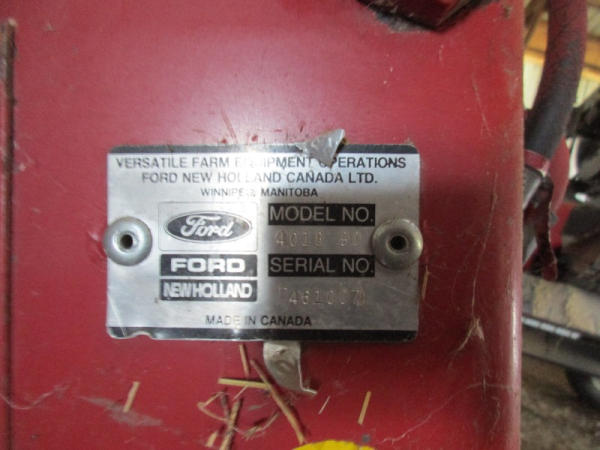 VERSATILE FARM EQUIPMENT OPERATIONS
FORD NEW HOLLAND CANADA LTD.
WINNIPEG, MANITOBA
Ford
MODEL NO.
FORD
SERIAL NO.
NEW HOLLAND
461007
MADE IN CANADA